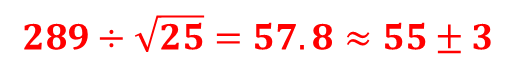 289 ÷ √25 = 57.8 ≈ 55 ± 3